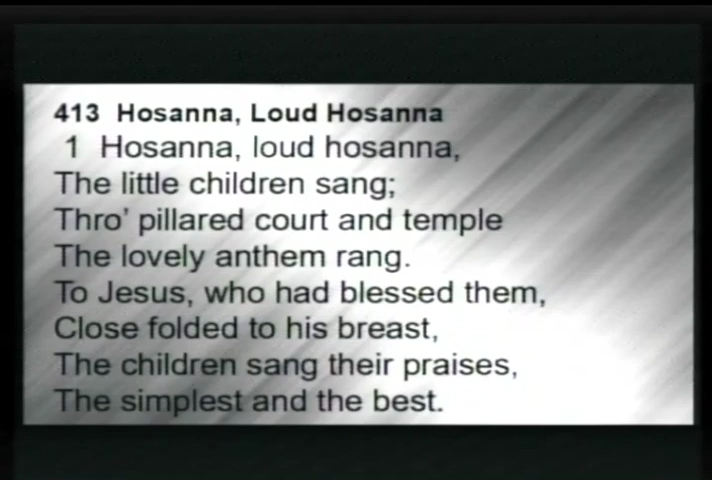 413 Hosanna, Loud Hosanna
1 Hosanna, loud hosanna,
The little children sang;
Thro' pillared court and temple
The lovely anthem rang.
To Jesus, who had blessed them,
Close folded to his breast,
The children sang their praises,
The simplest and the best.